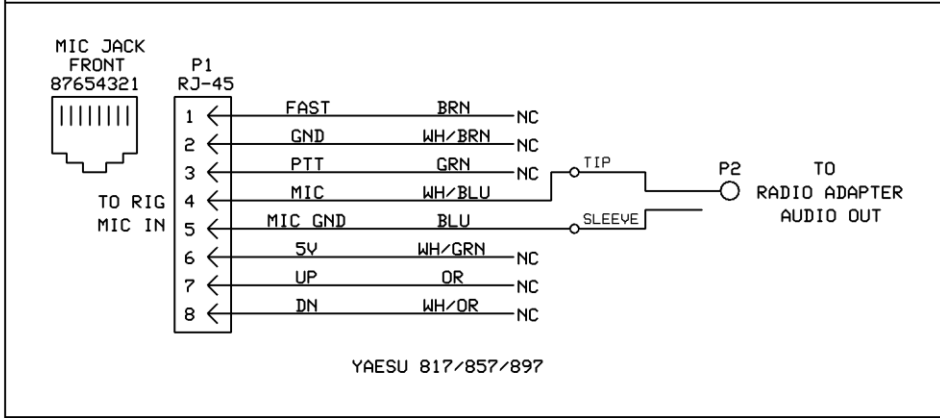 MIC JACK
FRONT
87654321
P1
RJ-45
TO RIG
MIC IN
1 FAST BRN NC
2 GND WH/BRN NC
3 PTT GRN NC
4 MIC WH/BLU
5 MIC GND BLU
6 5V WH/GRN NC
7 UP OR NC
8 DN WH/OR NC
TIP
SLEEVE
P2
TO
RADIO ADAPTER
AUDIO OUT
YAESU 817/857/897